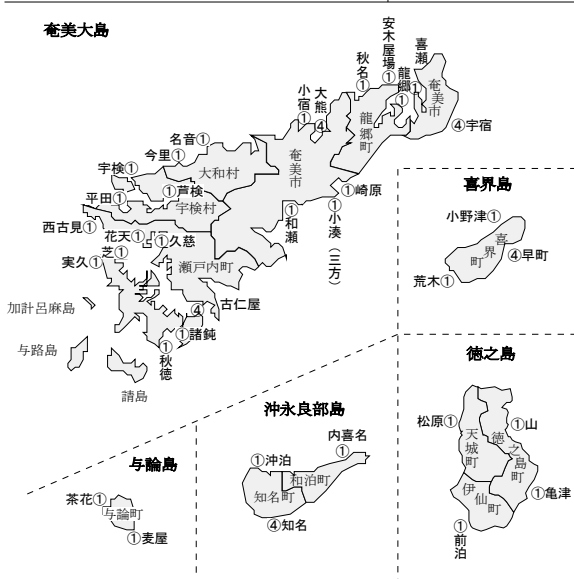 奄美大島
安木屋場①
喜瀬①
秋名①
龍郷①
奄美市
小宿①
大熊④
龍郷町
④宇宿
名音①
今里①
大和村
奄美市
宇検①
①芦検
平田①
宇検村
①崎原
①小湊（三方）
①和瀬
西古見①
花天①
①久慈
芝①
実久①
瀬戸内町
加計呂麻島
④
古仁屋
①諸鈍
①秋徳
与路島
請島
喜界島
小野津①
喜界町
④早町
荒木①
徳之島
松原①
①山
天城町
徳之島町
伊仙町
①亀津
①前泊
沖永良部島
内喜名①
①沖泊
和泊町
知名町
④知名
与論島
茶花①
与論町
①麦屋